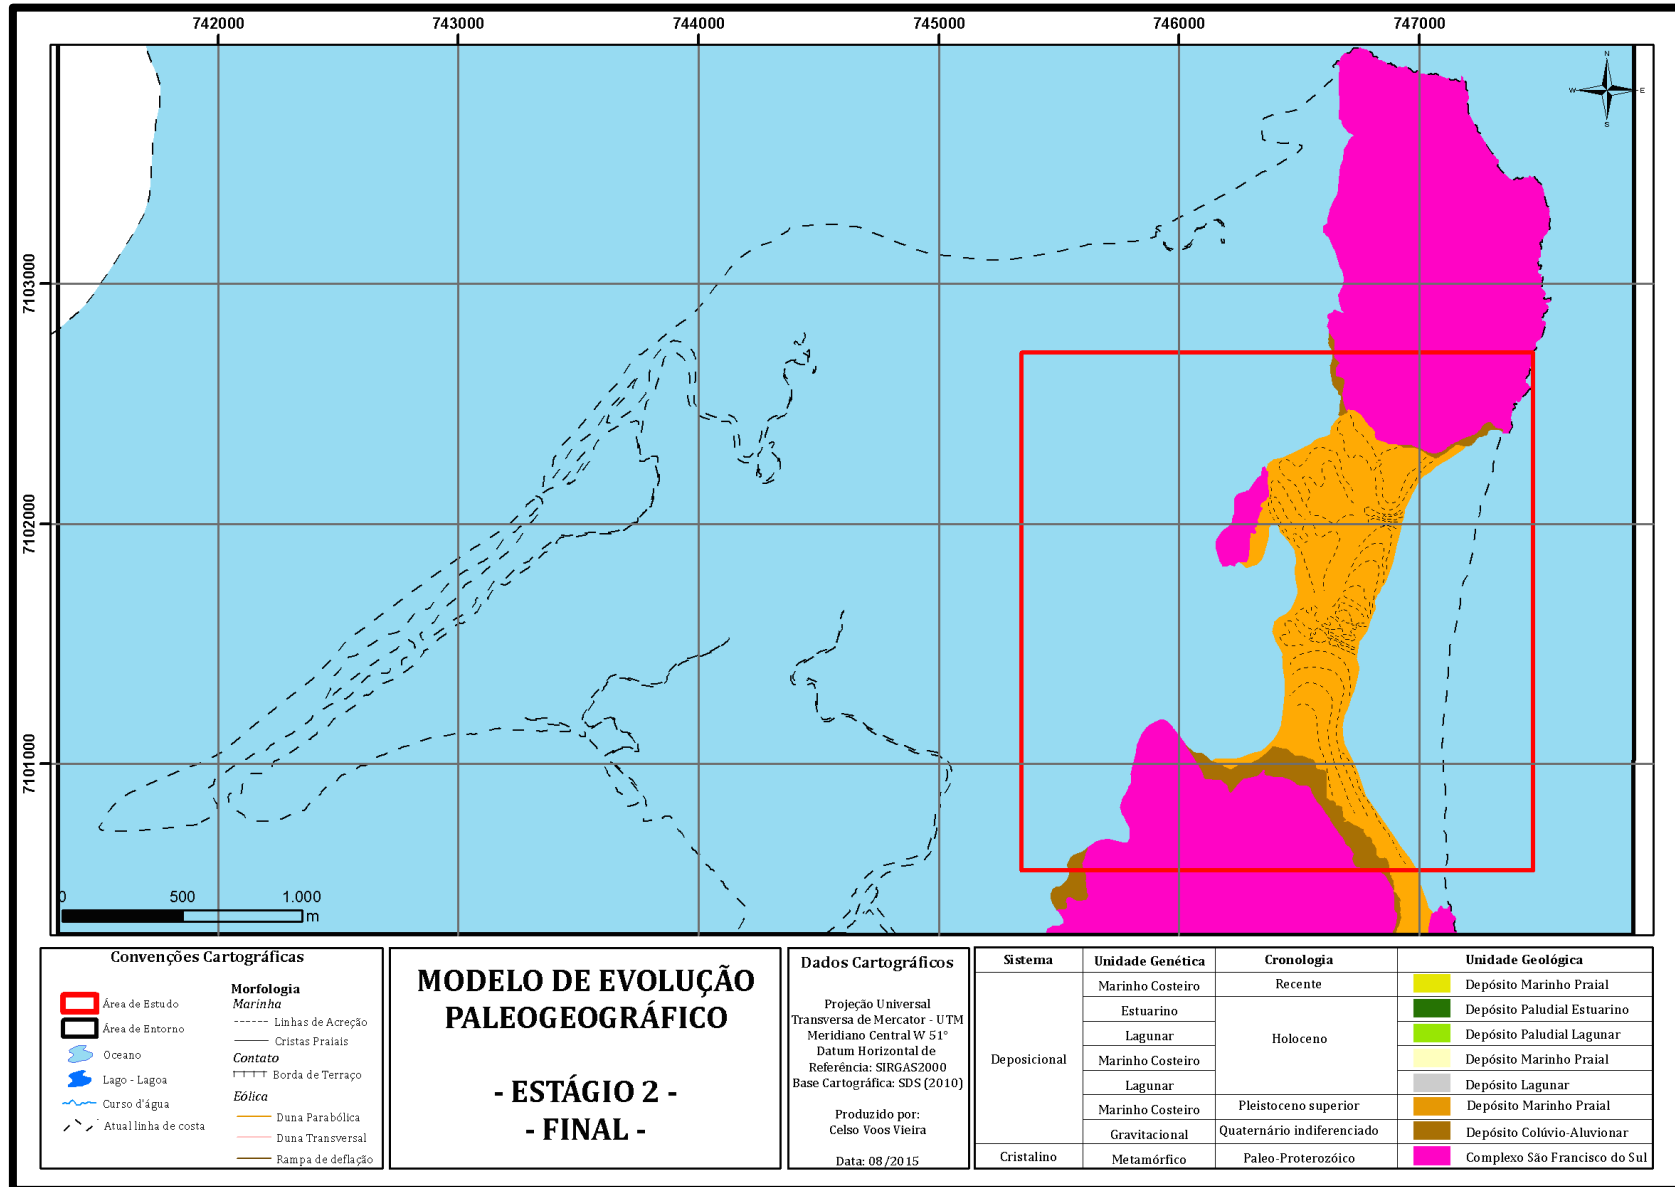 742000 743000 744000 745000 746000 747000
N
W E
S
7103000
7102000
7101000
0 500 1.000
m
Convenções Cartográficas
Área de Estudo
Área de Entorno
Oceano
Lago - Lagoa
Curso d'água
Atual linha de costa
Morfologia
Marinha
Linhas de Acreção
Cristas Praiais
Contato
Borda de Terraço
Eólica
Duna Parabólica
Duna Transversal
Rampa de deflação
MODELO DE EVOLUÇÃO
PALEOGEOGRÁFICO
- ESTÁGIO 2 -
- FINAL -
Dados Cartográficos
Projeção Universal
Transversa de Mercator - UTM
Meridiano Central W 51°
Datum Horizontal de
Referência: SIRGAS2000
Base Cartográfica: SDS (2010)
Produzido por:
Celso Voos Vieira
Data: 08/2015
Sistema Unidade Genética Cronologia Unidade Geológica
Marinho Costeiro Recente Depósito Marinho Praial
Estuarino Depósito Paludial Estuarino
Lagunar Holoceno Depósito Paludial Lagunar
Deposicional Marinho Costeiro Depósito Marinho Praial
Lagunar Depósito Lagunar
Marinho Costeiro Pleistoceno superior Depósito Marinho Praial
Gravitacional Quaternário indiferenciado Depósito Colúvio-Aluvionar
Cristalino Metamórfico Paleo-Proterozóico Complexo São Francisco do Sul